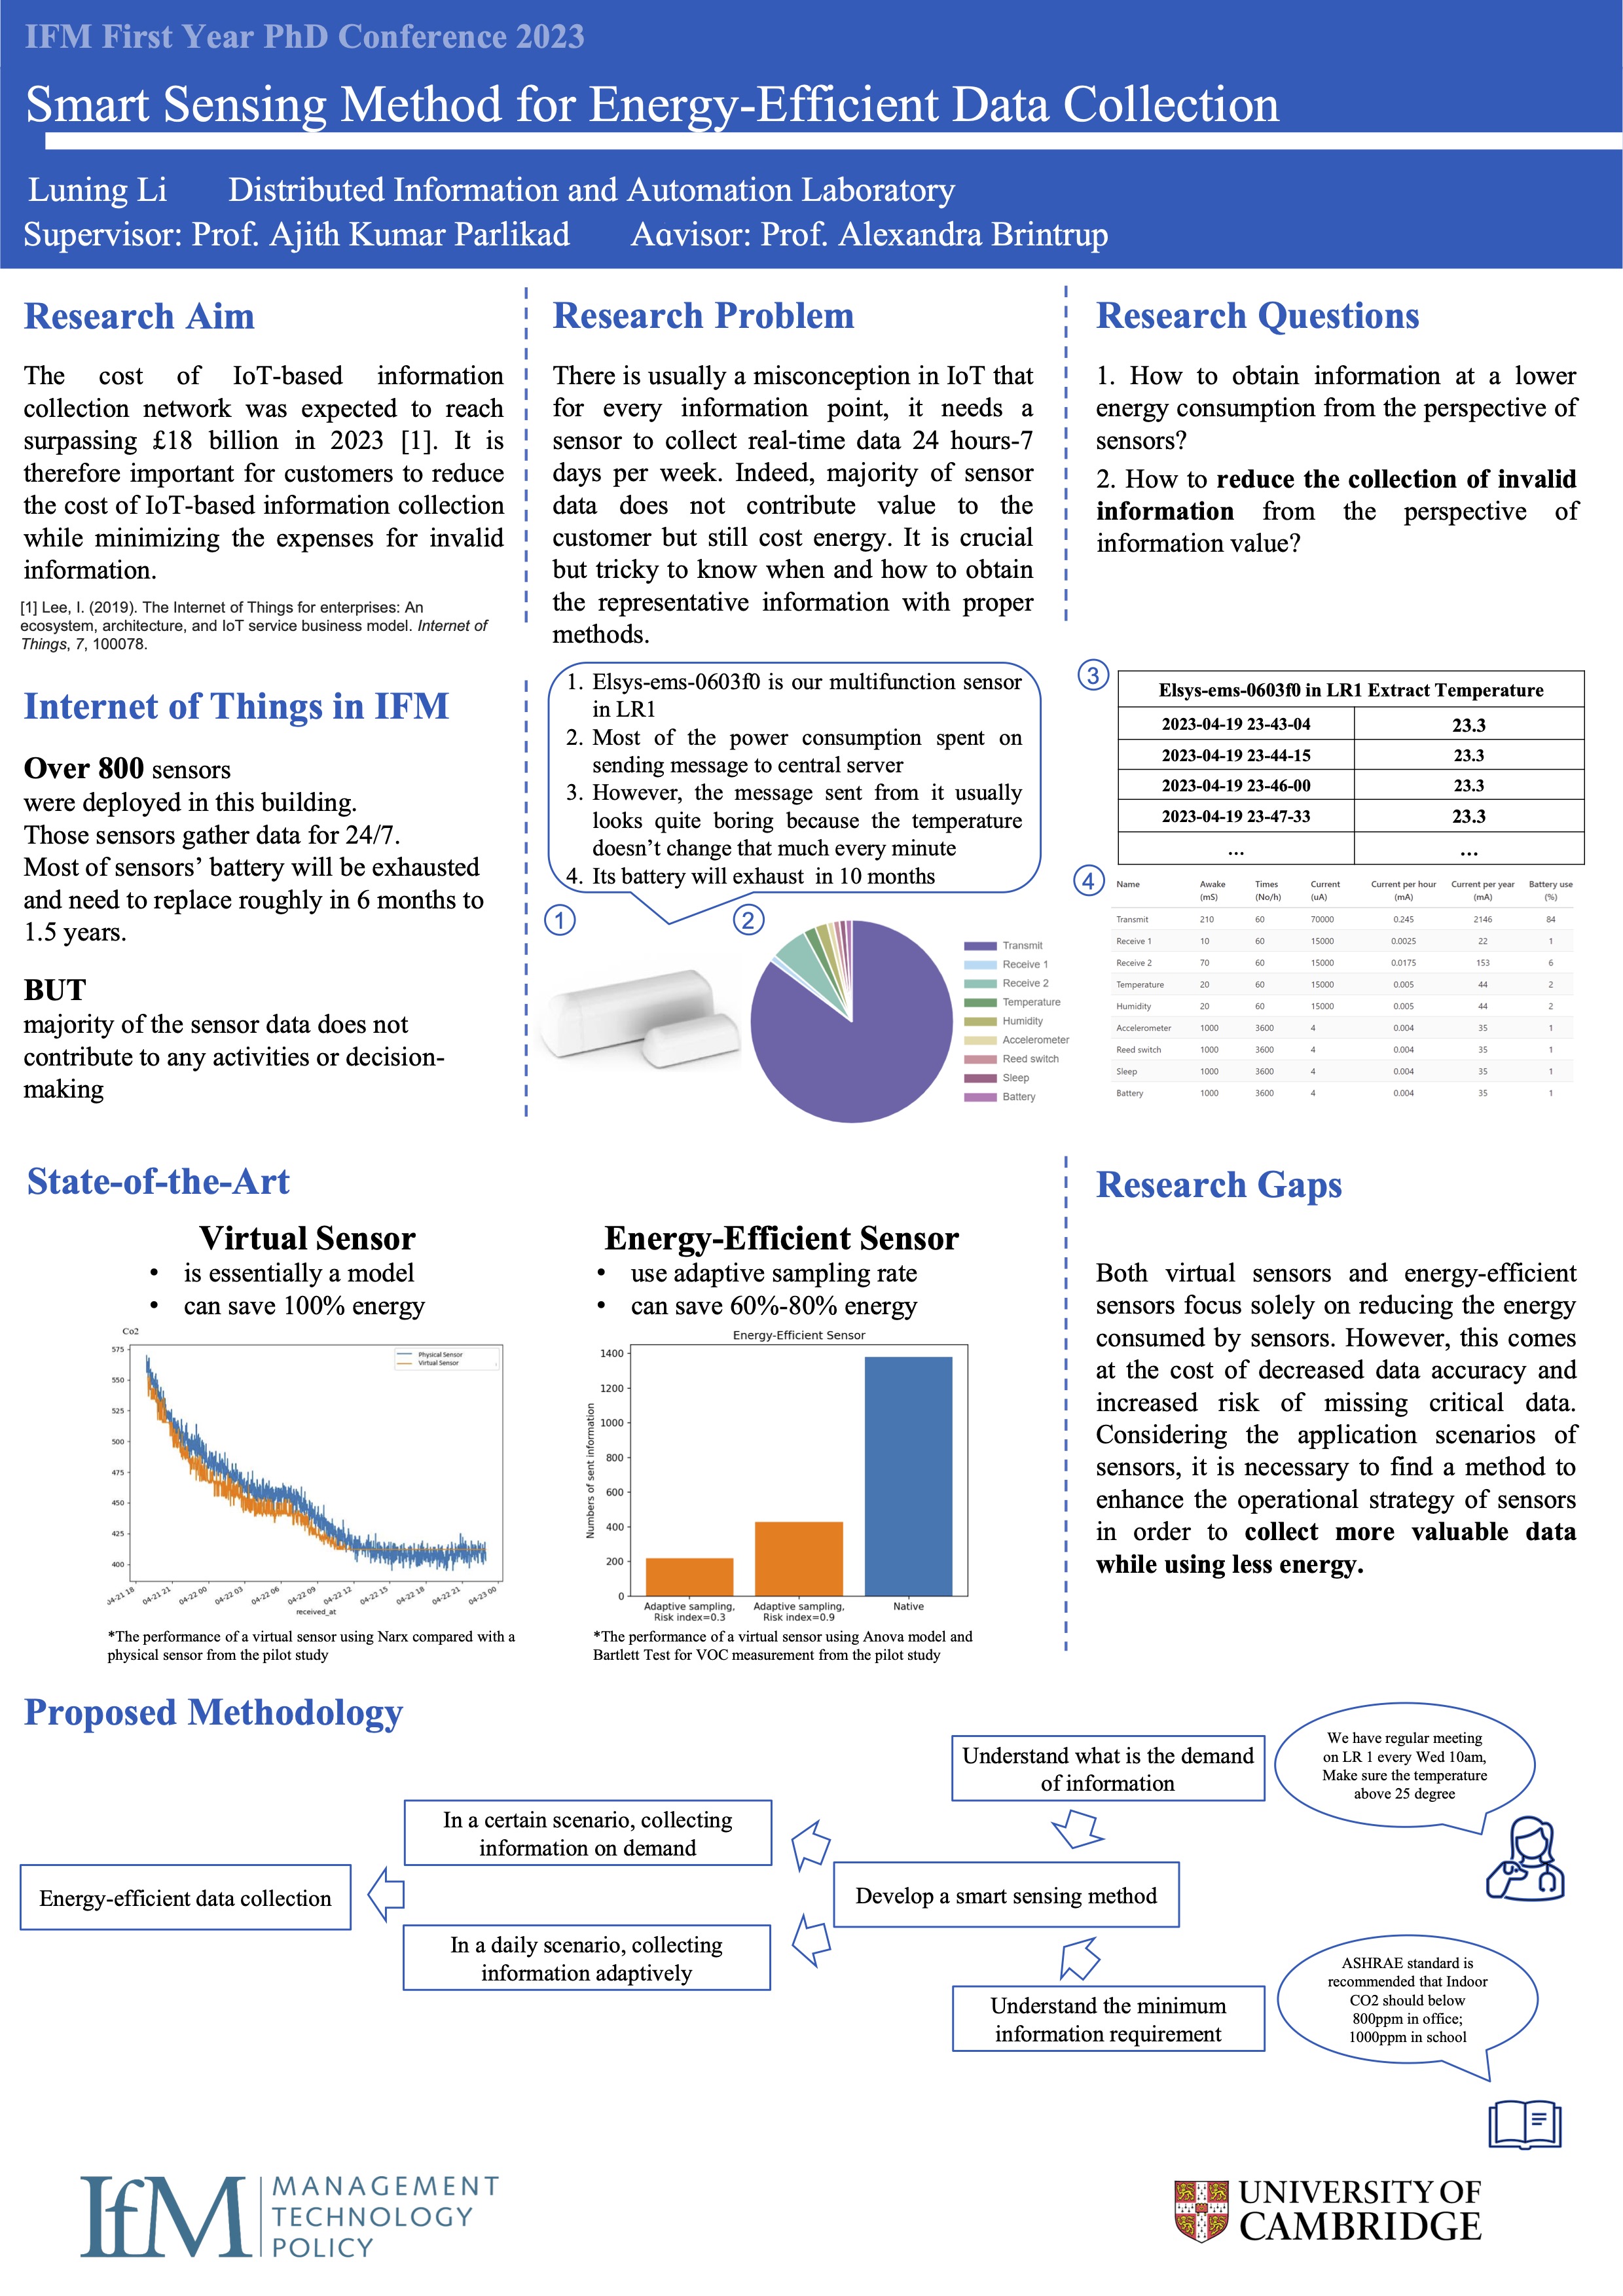 IFM First Year PhD Conference 2023
Smart Sensing Method for Energy-Efficient Data Collection
Luning Li Distributed Information and Automation Laboratory
Supervisor: Prof. Ajith Kumar Parlikad Advisor: Prof. Alexandra Brintrup
Research Aim
The cost of IoT-based information
collection network was expected to reach
surpassing £18 billion in 2023 [1]. It is
therefore important for customers to reduce
the cost of IoT-based information collection
while minimizing the expenses for invalid
information.
[1] Lee, I. (2019). The Internet of Things for enterprises: An
ecosystem, architecture, and IoT service business model. Internet of
Things, 7, 100078.
Research Problem
There is usually a misconception in IoT that
for every information point, it needs a
sensor to collect real-time data 24 hours-7
days per week. Indeed, majority of sensor
data does not contribute value to the
customer but still cost energy. It is crucial
but tricky to know when and how to obtain
the representative information with proper
methods.
Research Questions
1. How to obtain information at a lower
energy consumption from the perspective of
sensors?
2. How to reduce the collection of invalid
information from the perspective of
information value?
Internet of Things in IFM
Over 800 sensors
were deployed in this building.
Those sensors gather data for 24/7.
Most of sensors' battery will be exhausted
and need to replace roughly in 6 months to
1.5 years.
BUT
majority of the sensor data does not
contribute to any activities or decision-
making
1. Elsys-ems-0603f0 is our multifunction sensor
in LR1
2. Most of the power consumption spent on
sending message to central server
3. However, the message sent from it usually
looks quite boring because the temperature
doesn't change that much every minute
4. Its battery will exhaust in 10 months
1
2
Transmit
Receive 1
Receive 2
Temperature
Humidity
Accelerometer
Reed switch
Sleep
Battery
3
Elsys-ems-0603f0 in LR1 Extract Temperature
2023-04-19 23-43-04 23.3
2023-04-19 23-44-15 23.3
2023-04-19 23-46-00 23.3
2023-04-19 23-47-33 23.3
... ...
4
Name Awake (mS) Times (No/h) Current (uA) Current per hour (mA) Current per year (mA) Battery use (%)
Transmit 210 60 70000 0.245 2146 84
Receive 1 10 60 15000 0.0025 22 1
Receive 2 70 60 15000 0.0175 153 6
Temperature 20 60 15000 0.005 44 2
Humidity 20 60 15000 0.005 44 2
Accelerometer 1000 3600 4 0.004 35 1
Reed switch 1000 3600 4 0.004 35 1
Sleep 1000 3600 4 0.004 35 1
Battery 1000 3600 4 0.004 35 1
State-of-the-Art
Virtual Sensor
• is essentially a model
• can save 100% energy
Co2
Physical Sensor
Virtual Sensor
575
550
525
500
475
450
425
400
04-21 18 04-21 21 04-22 00 04-22 03 04-22 06 04-22 09 04-22 12 04-22 15 04-22 18 04-22 21 04-23 00
received_at
*The performance of a virtual sensor using Narx compared with a
physical sensor from the pilot study
Energy-Efficient Sensor
• use adaptive sampling rate
• can save 60%-80% energy
Energy-Efficient Sensor
Numbers of sent information
1400
1200
1000
800
600
400
200
0
Adaptive sampling, Risk index=0.3
Adaptive sampling, Risk index=0.9
Native
*The performance of a virtual sensor using Anova model and
Bartlett Test for VOC measurement from the pilot study
Research Gaps
Both virtual sensors and energy-efficient
sensors focus solely on reducing the energy
consumed by sensors. However, this comes
at the cost of decreased data accuracy and
increased risk of missing critical data.
Considering the application scenarios of
sensors, it is necessary to find a method to
enhance the operational strategy of sensors
in order to collect more valuable data
while using less energy.
Proposed Methodology
Understand what is the demand
of information
We have regular meeting
on LR 1 every Wed 10am,
Make sure the temperature
above 25 degree
In a certain scenario, collecting
information on demand
Energy-efficient data collection
Develop a smart sensing method
In a daily scenario, collecting
information adaptively
Understand the minimum
information requirement
ASHRAE standard is
recommended that Indoor
CO2 should below
800ppm in office;
1000ppm in school
IfM
MANAGEMENT
TECHNOLOGY
POLICY
UNIVERSITY OF
CAMBRIDGE